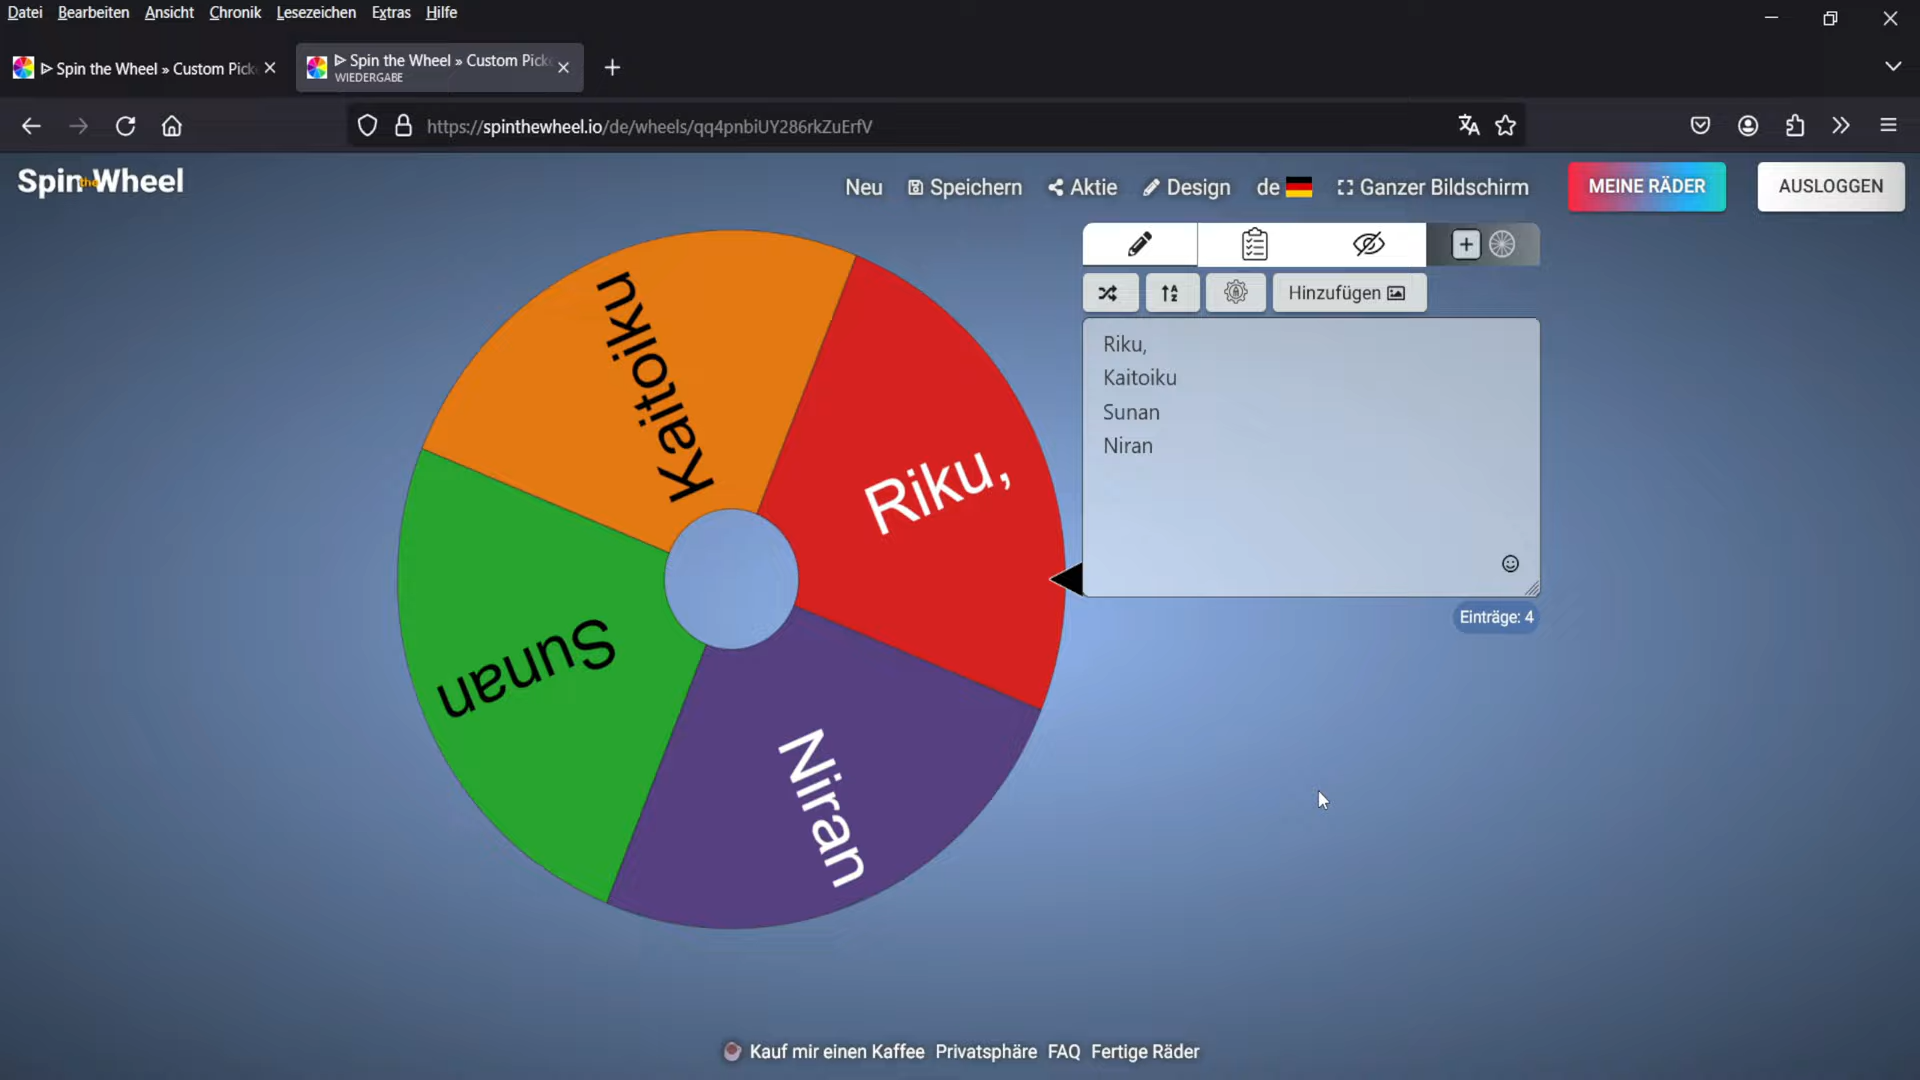 Datei Bearbeiten Ansicht Chronik Lesezeichen Extras Hilfe
Spin the Wheel » Custom Pick
Spin the Wheel » Custom Pick
WIEDERGABE
https://spinthewheel.io/de/wheels/qq4pnbiUY286rkZuErfV
Spin the Wheel
Neu Speichern Aktie Design de Ganzer Bildschirm MEINE RÄDER AUSLOGGEN
Hinzufügen
Riku,
Kaitoiku
Sunan
Niran
Einträge: 4
Kaitoiku
Riku,
Sunan
Niran
Kauf mir einen Kaffee Privatsphäre FAQ Fertige Räder